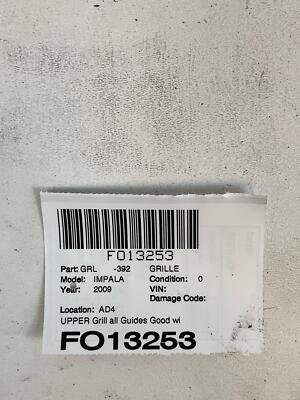 FO13253
Part: GRL -392 GRILLE
Model: IMPALA Condition: 0
Year: 2009 VIN:
Damage Code:
Location: AD4
UPPER Grill all Guides Good wi
FO13253